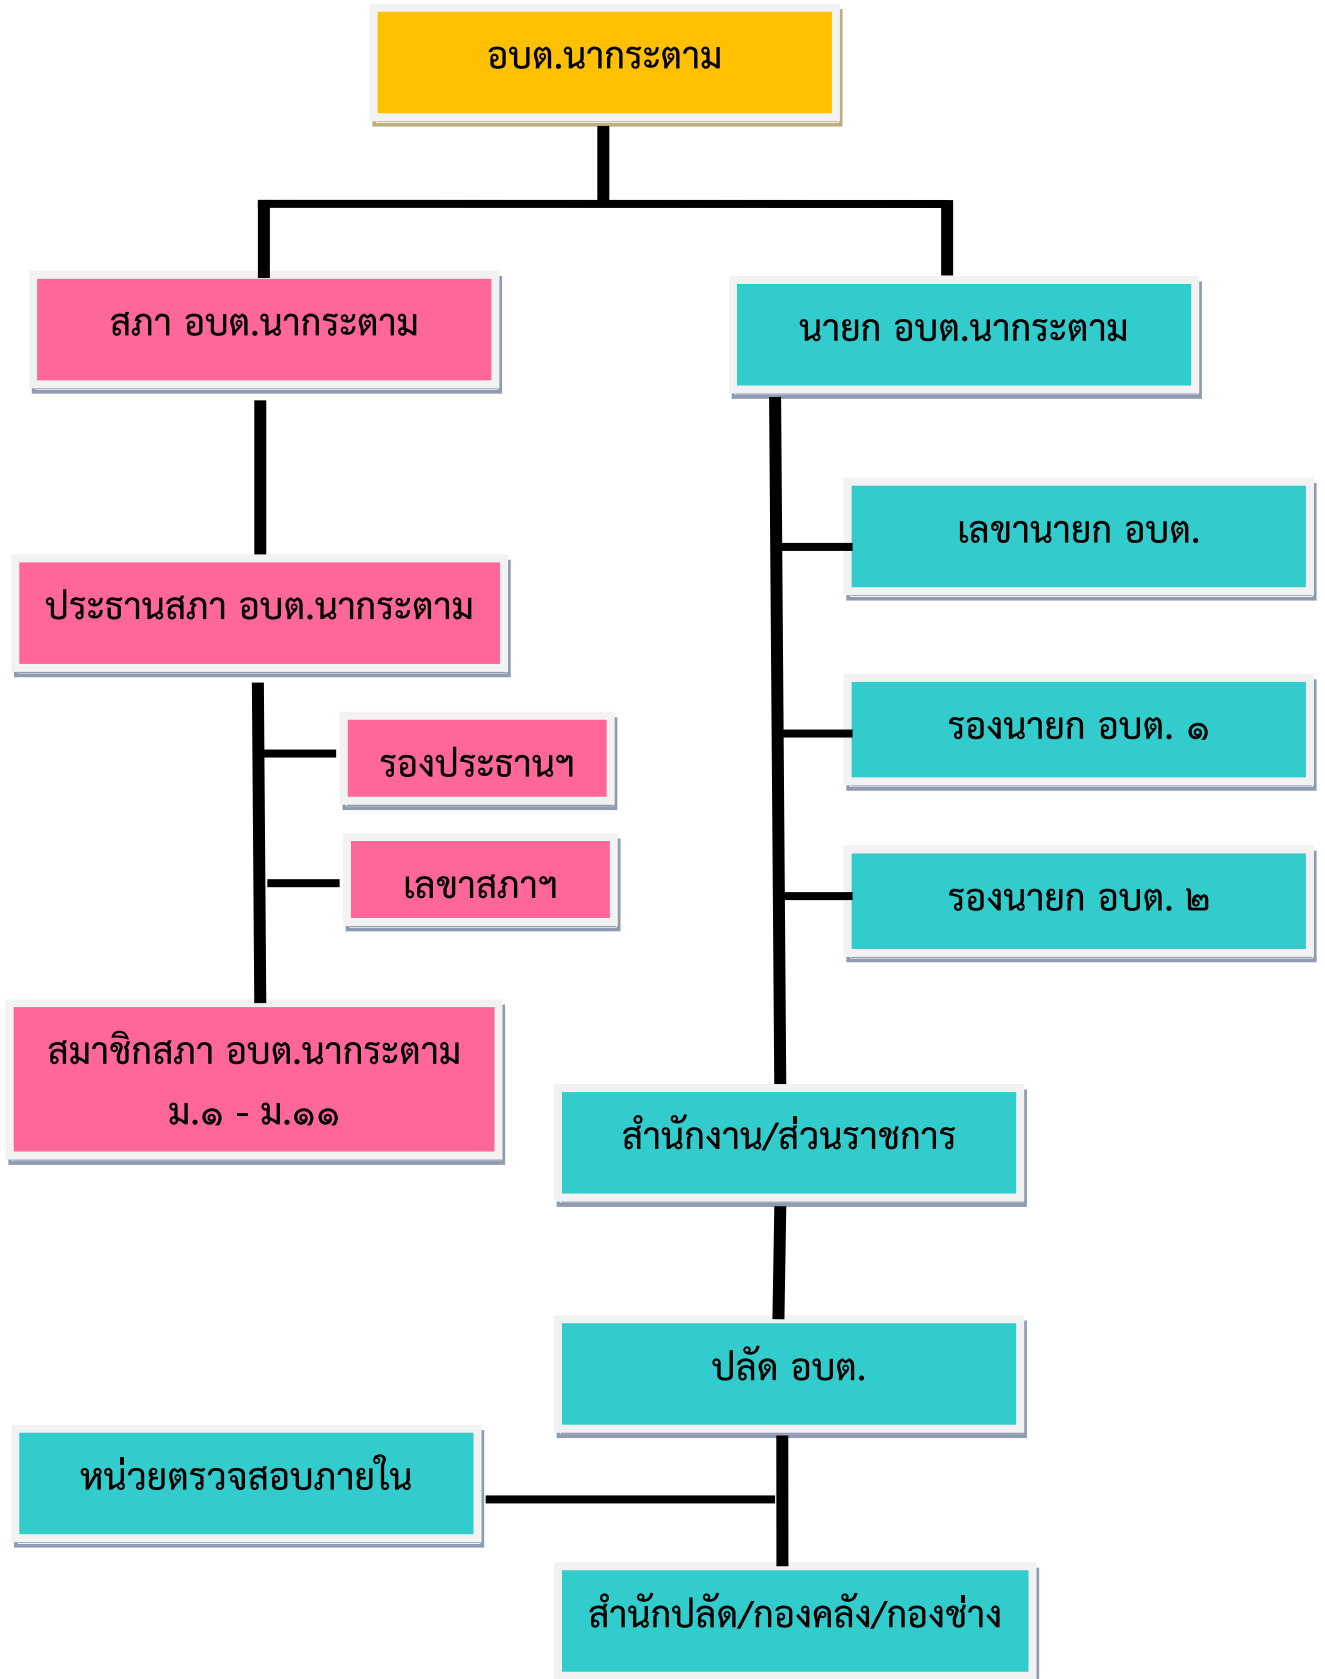 อบต.นากระตาม
สภา อบต.นากระตาม
นายก อบต.นากระตาม
เลขานายก อบต.
ประธานสภา อบต.นากระตาม
รองนายก อบต. ๑
รองประธานฯ
เลขาสภาฯ
รองนายก อบต. ๒
สมาชิกสภา อบต.นากระตาม
ม.๑ - ม.๑๑
สำนักงาน/ส่วนราชการ
ปลัด อบต.
หน่วยตรวจสอบภายใน
สำนักปลัด/กองคลัง/กองช่าง